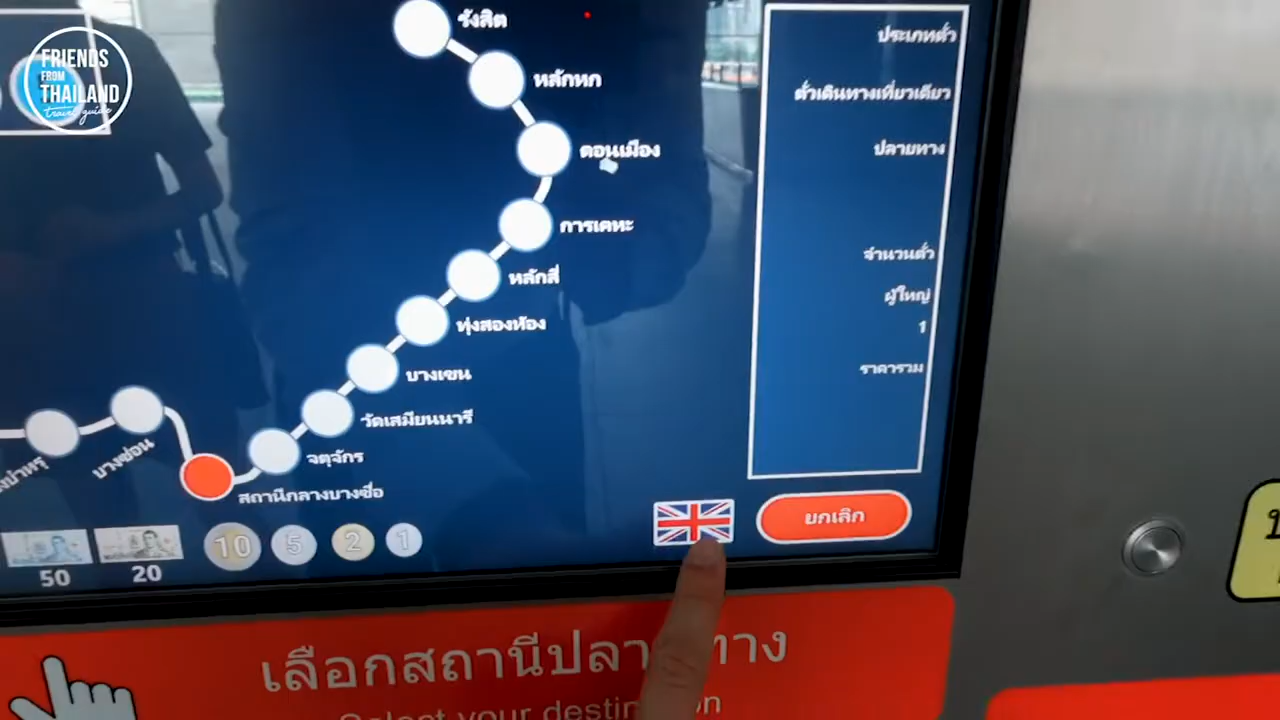 FRIENDS
FROM
THAILAND
travel guide
รังสิต
หลักหก
ดอนเมือง
การเคหะ
หลักสี่
ทุ่งสองห้อง
บางเขน
วัดเสมียนนารี
จตุจักร
สถานีกลางบางซื่อ
บางซ่อน
ประเภทตั๋ว
ตั๋วเดินทางเที่ยวเดียว
ปลายทาง
จำนวนตั๋ว
ผู้ใหญ่
1
ราคารวม
10 5 2 1
50 20
ยกเลิก
เลือกสถานีปลายทาง
Select your destination